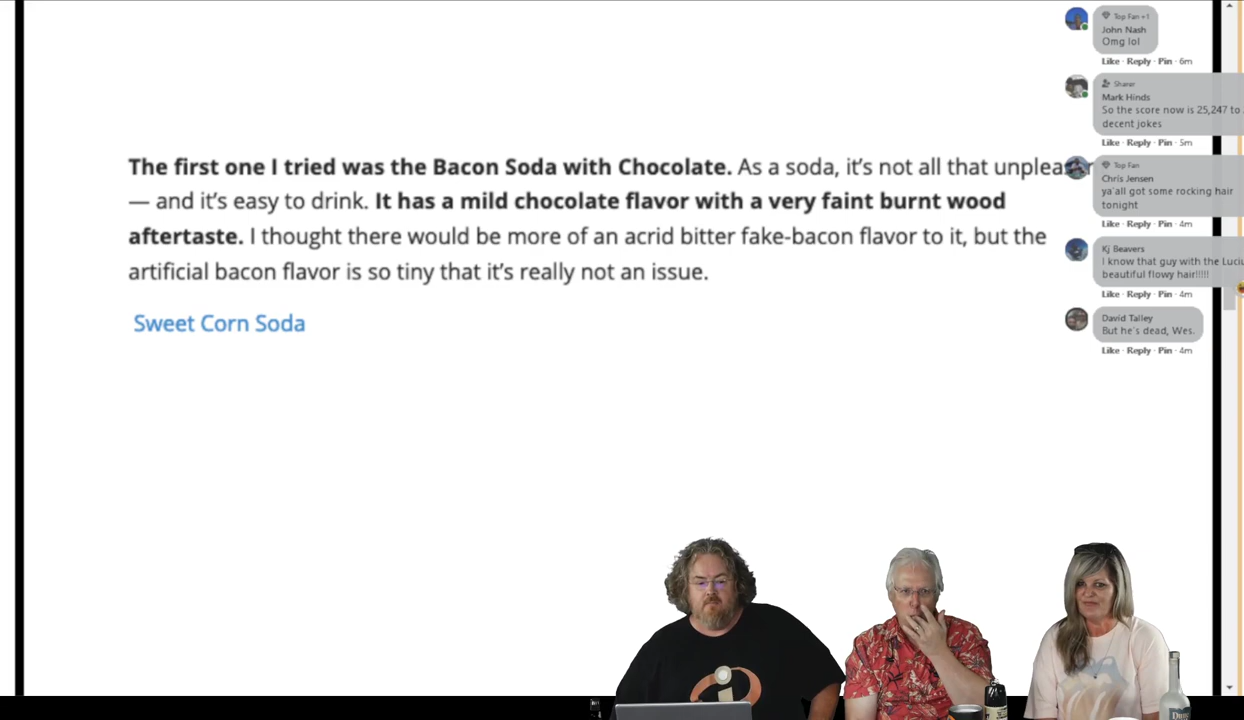 The first one I tried was the Bacon Soda with Chocolate. As a soda, it's not all that
— and it's easy to drink. It has a mild chocolate flavor with a very faint burnt wood
aftertaste. I thought there would be more of an acrid bitter fake-bacon flavor to it, but the
artificial bacon flavor is so tiny that it's really not an issue.
Sweet Corn Soda
Top Fan +1
John Nash
Omg lol
Like · Reply · Pin · 6m
Sharer
Mark Hinds
So the score now is 25,247 to
decent jokes
Like · Reply · Pin · 5m
Top Fan
Chris Jensen
ya'all got some rocking hair
tonight
Like · Reply · Pin · 4m
Kj Beavers
I know that guy with the
beautiful flowy hair!!!!!
Like · Reply · Pin · 4m
David Talley
But he's dead, Wes.
Like · Reply · Pin · 4m